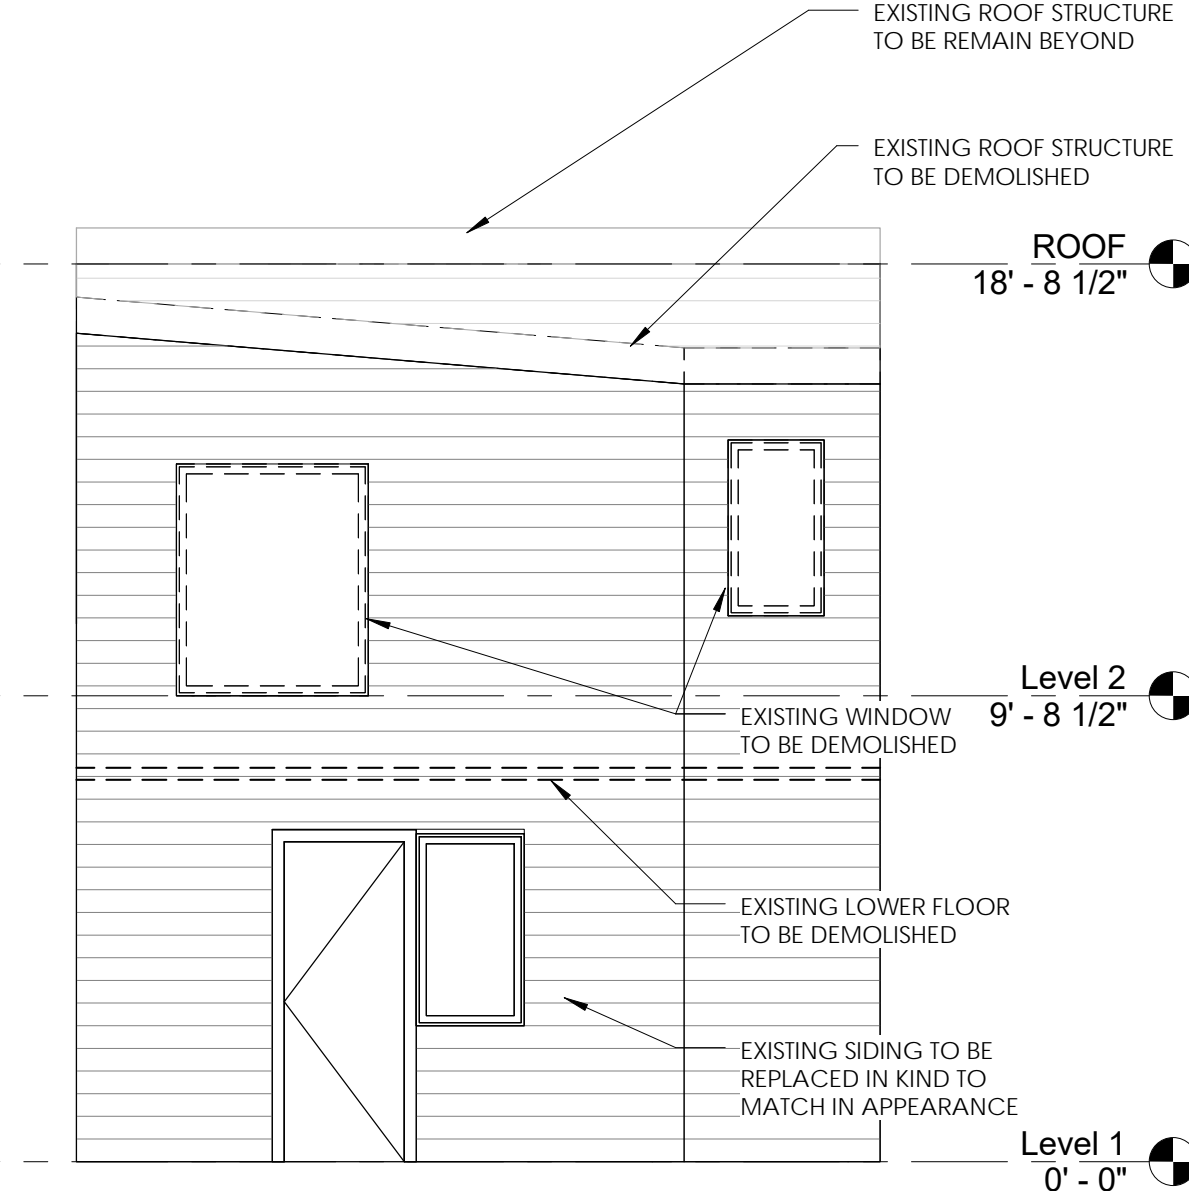 EXISTING ROOF STRUCTURE
TO BE REMAIN BEYOND
EXISTING ROOF STRUCTURE
TO BE DEMOLISHED
ROOF
18' - 8 1/2"
Level 2
9' - 8 1/2"
EXISTING WINDOW
TO BE DEMOLISHED
EXISTING LOWER FLOOR
TO BE DEMOLISHED
EXISTING SIDING TO BE
REPLACED IN KIND TO
MATCH IN APPEARANCE
Level 1
0' - 0"